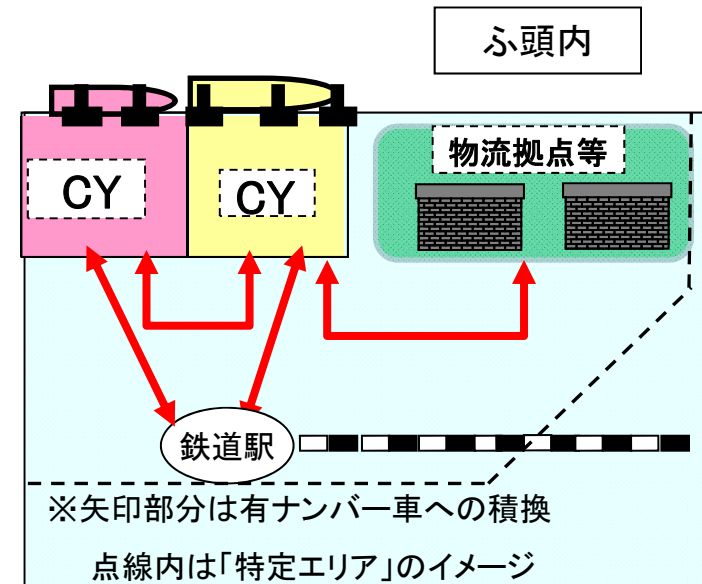 ふ頭内
物流拠点等
CY
CY
鉄道駅
※矢印部分は有ナンバー車への積換
点線内は「特定エリア」のイメージ